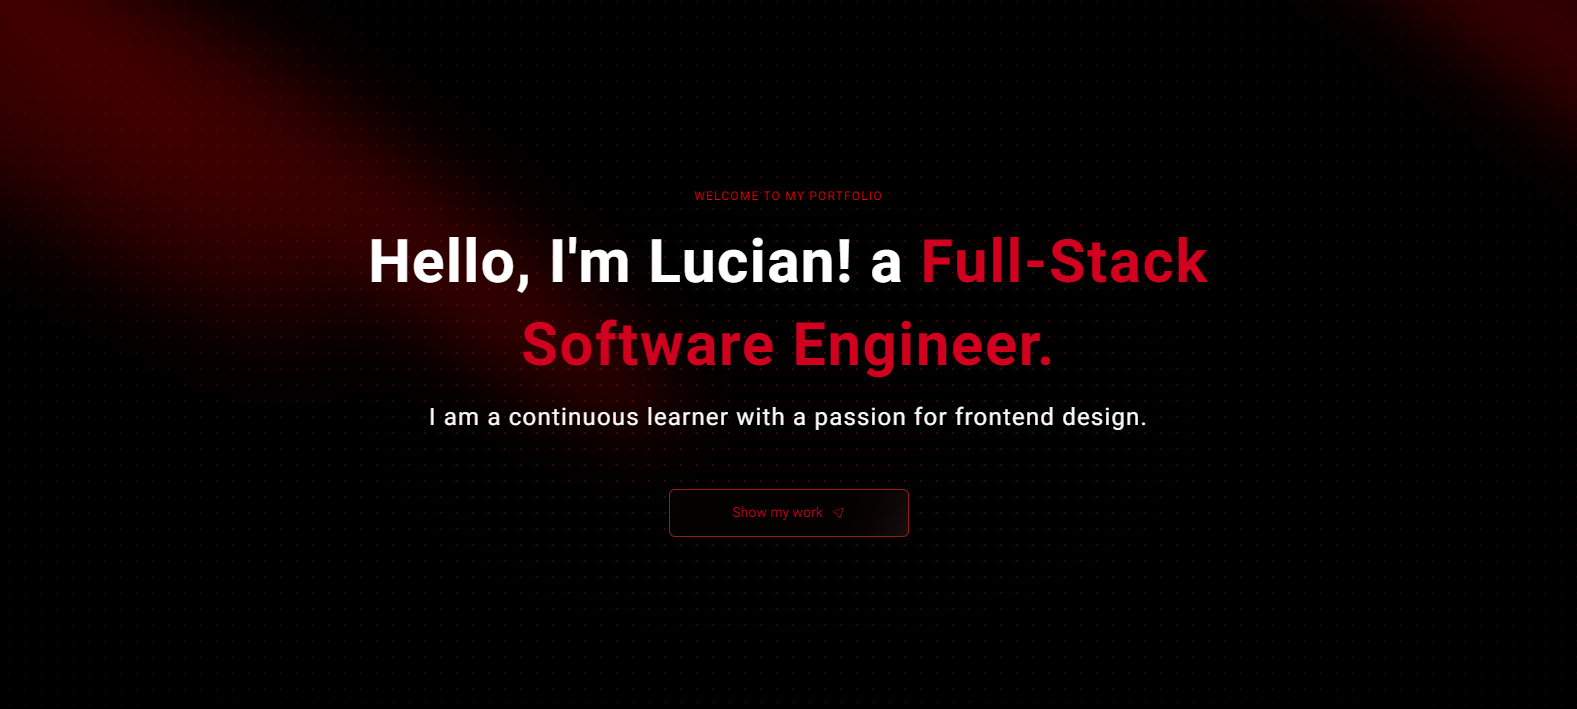 WELCOME TO MY PORTFOLIO
Hello, I'm Lucian! a Full-Stack
Software Engineer.
I am a continuous learner with a passion for frontend design.
Show my work